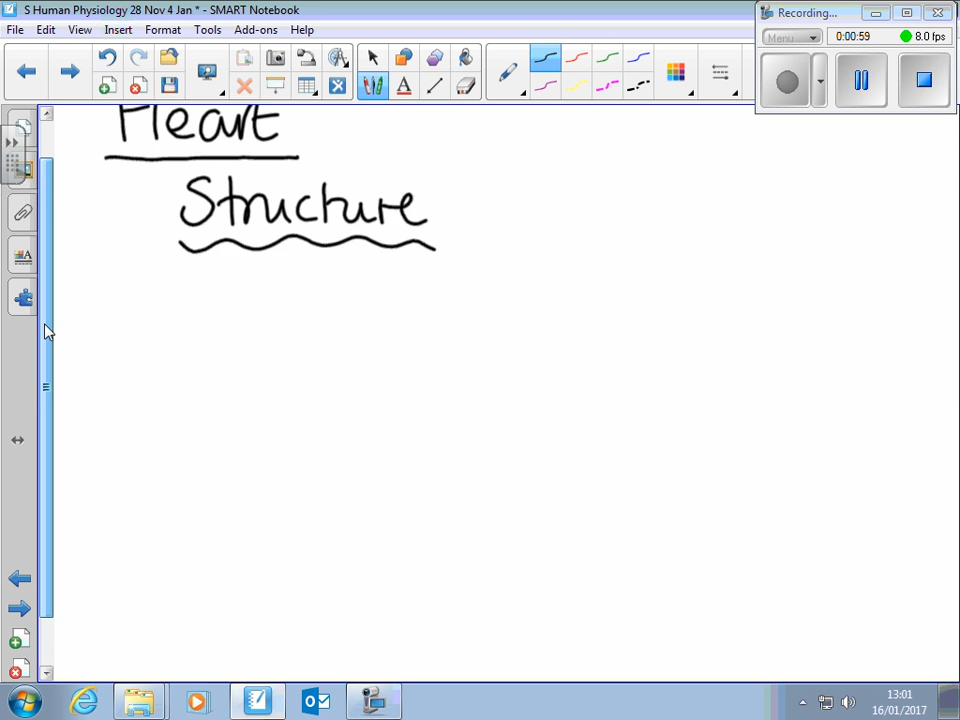 S Human Physiology 28 Nov 4 Jan * - SMART Notebook
File Edit View Insert Format Tools Add-ons Help
Recording...
Menu 0:00:59 8.0 fps
Heart
Structure
13:01
16/01/2017